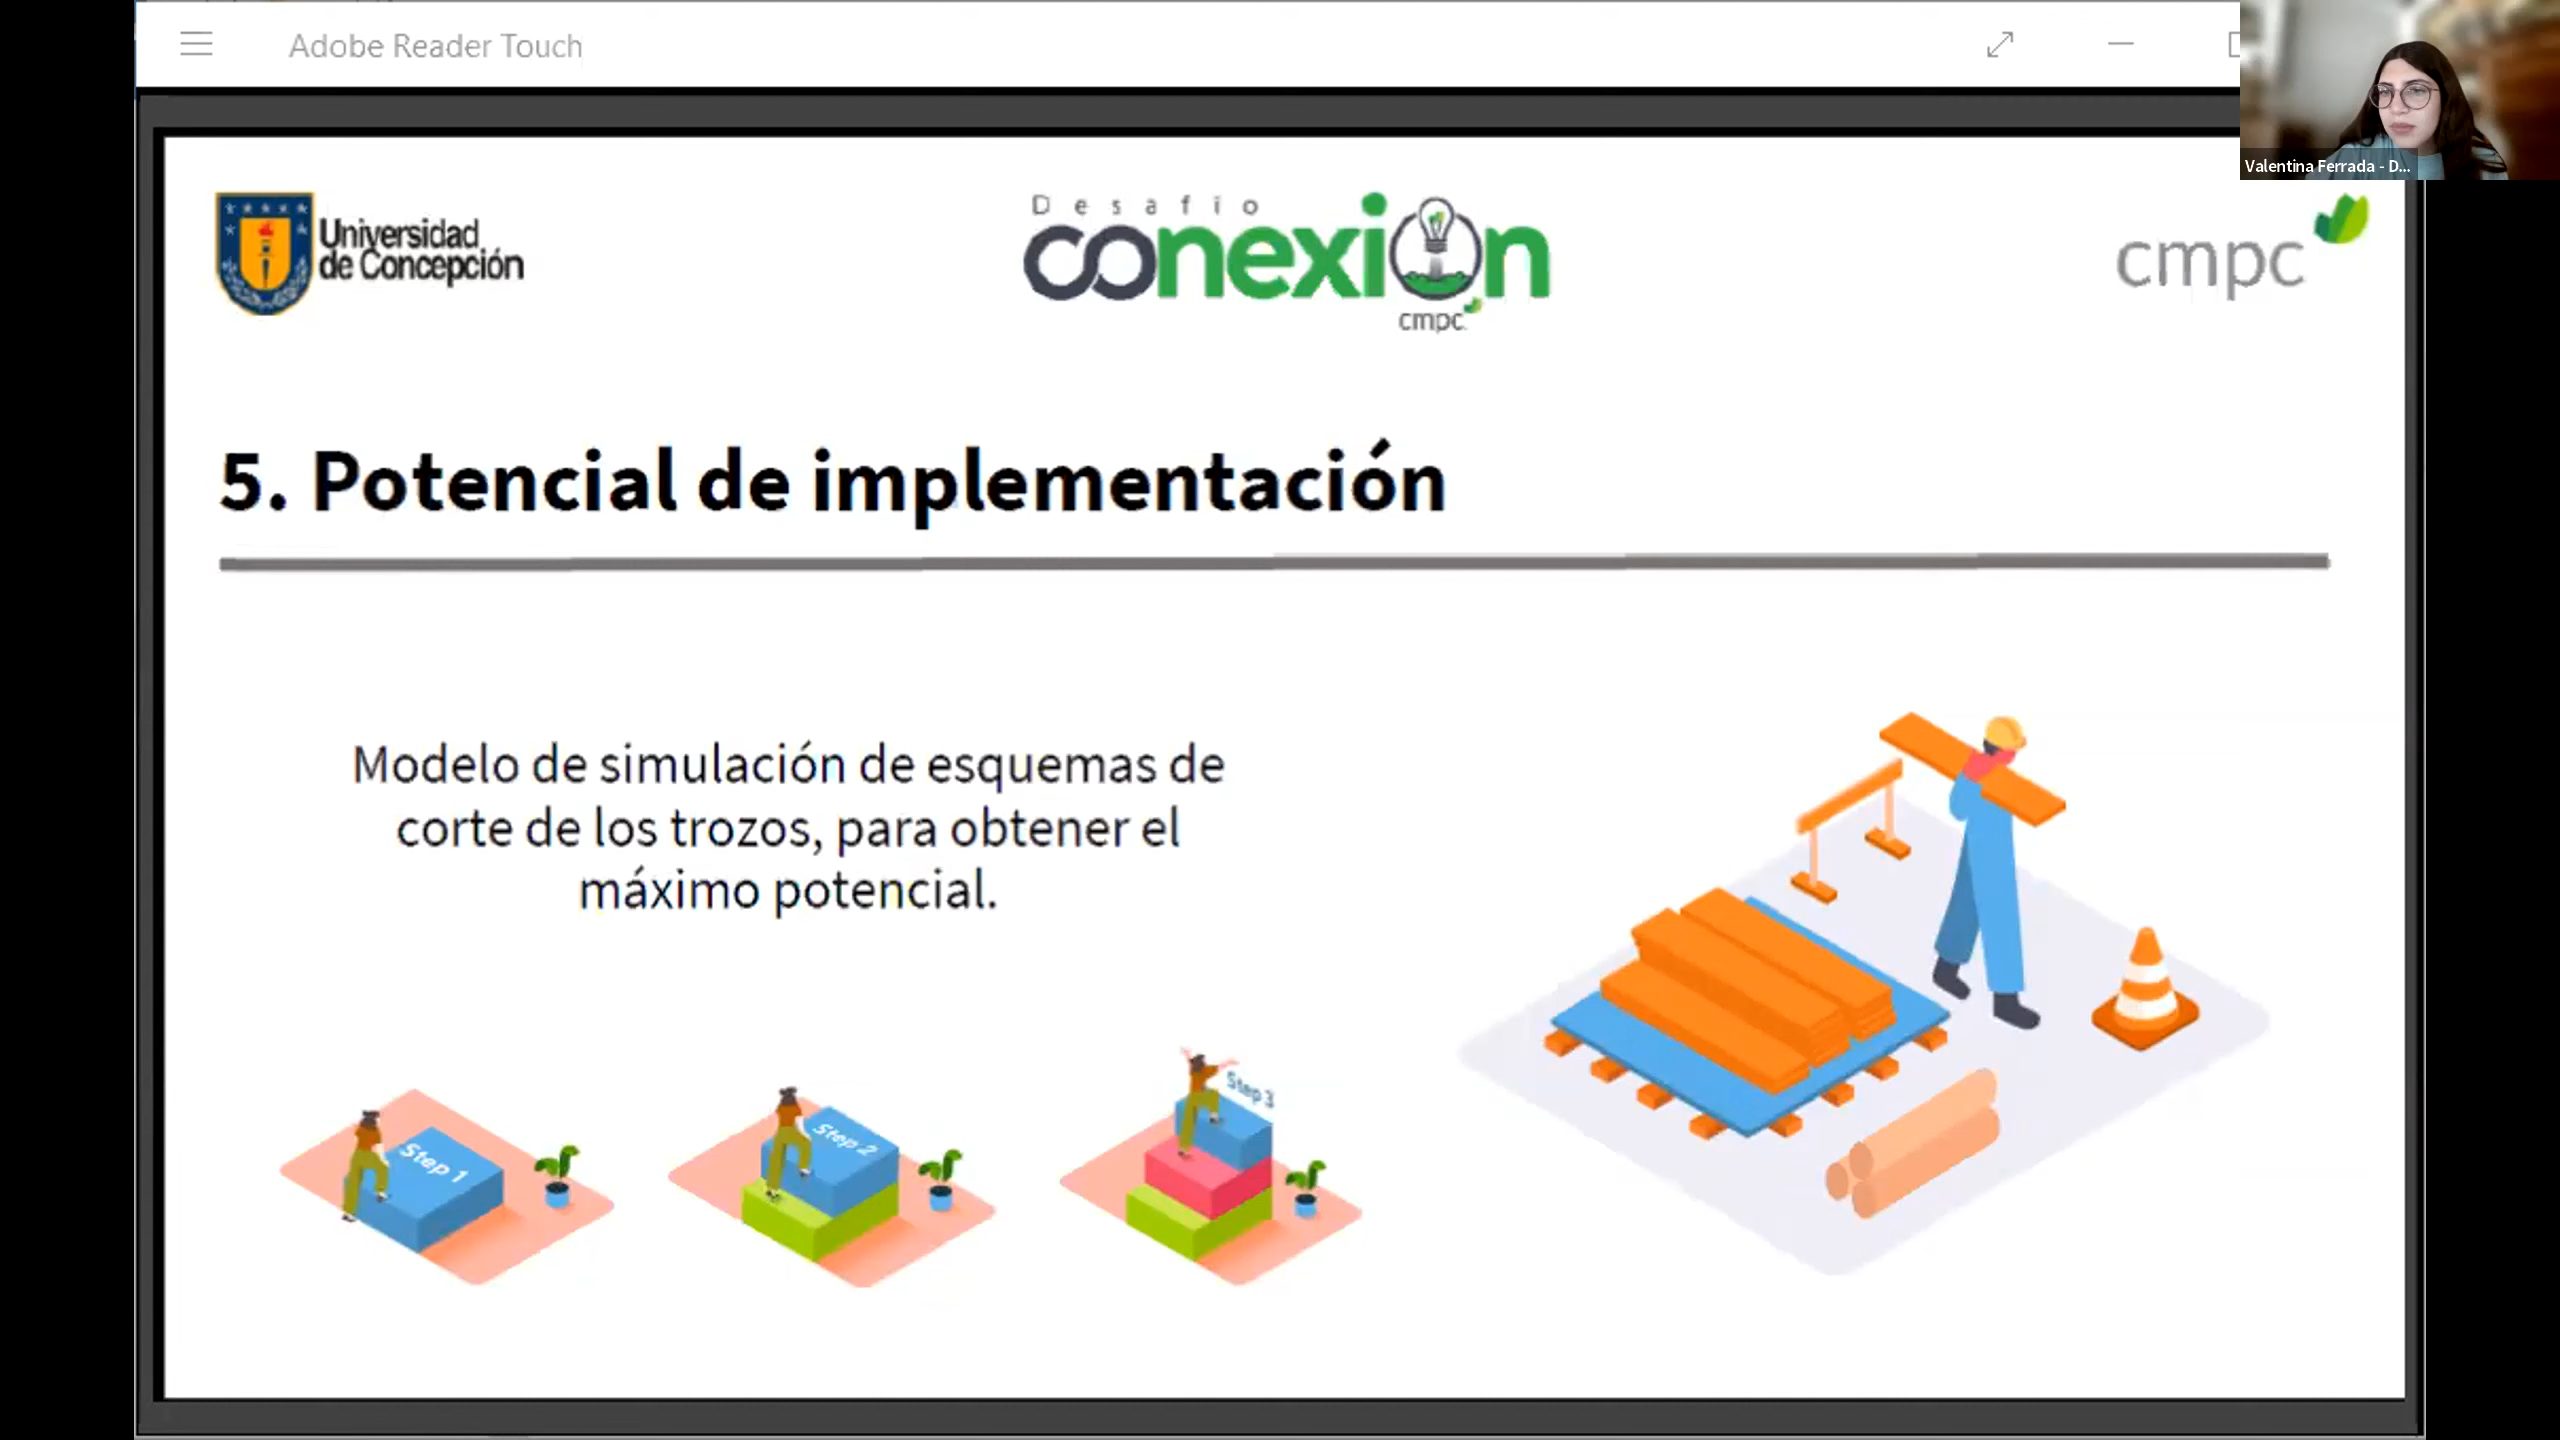 Adobe Reader Touch
Valentina Ferrada - D...
Universidad
de Concepción
Desafío
conexión
cmpc
cmpc
5. Potencial de implementación
Modelo de simulación de esquemas de
corte de los trozos, para obtener el
máximo potencial.
Step 1
Step 2
Step 3